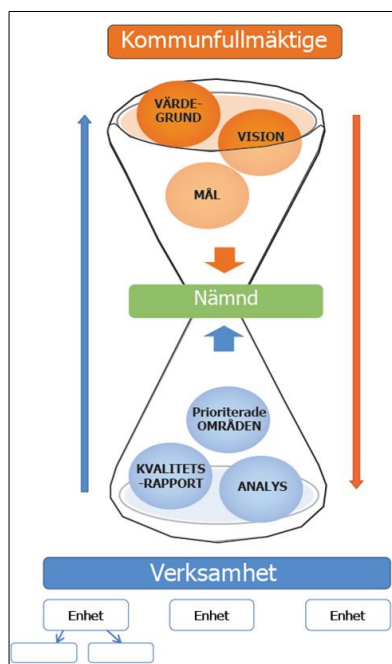 Kommunfullmäktige
VÄRDE-
GRUND
VISION
MÅL
Nämnd
Prioriterade
OMRÅDEN
KVALITETS
-RAPPORT
ANALYS
Verksamhet
Enhet
Enhet
Enhet